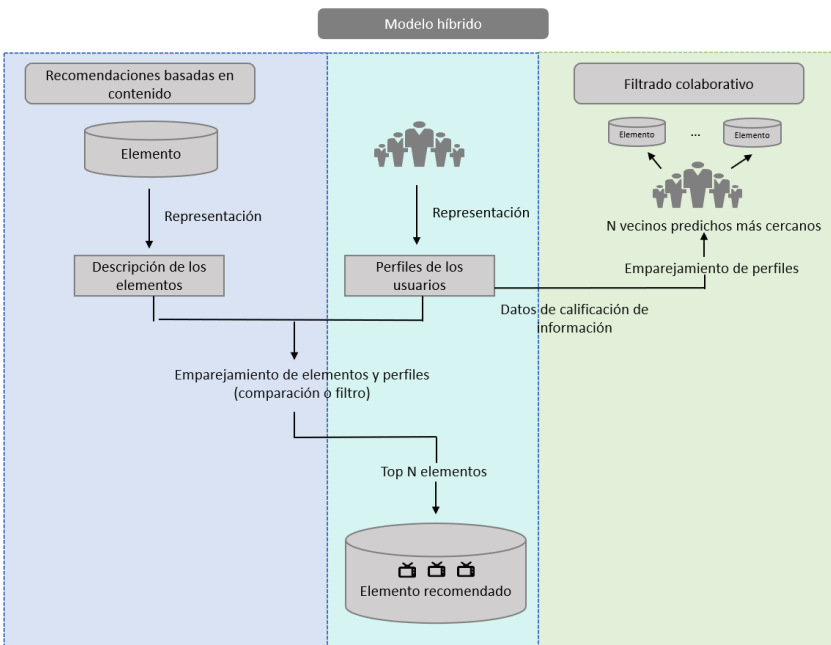 Modelo híbrido
Recomendaciones basadas en
contenido
Elemento
Representación
Descripción de los
elementos
Representación
Perfiles de los
usuarios
Filtrado colaborativo
Elemento
...
Elemento
N vecinos predichos más cercanos
Emparejamiento de perfiles
Datos de calificación de
información
Emparejamiento de elementos y perfiles
(comparación o filtro)
Top N elementos
Elemento recomendado